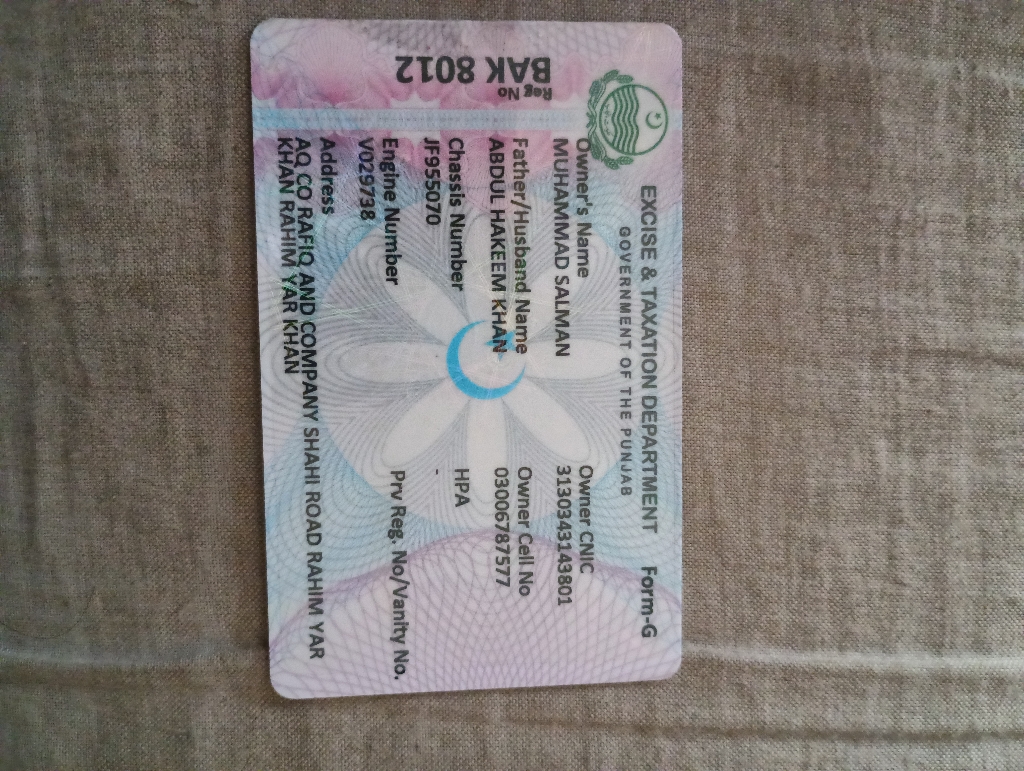 EXCISE & TAXATION DEPARTMENT Form-G
GOVERNMENT OF THE PUNJAB
Reg No
BAK 8012
Owner's Name Owner CNIC
MUHAMMAD SALMAN 3130343143801
Father/Husband Name Owner Cell No
ABDUL HAKEEM KHAN 03006787577
Chassis Number HPA
JF955070 -
Engine Number Prv Reg. No/Vanity No.
V029738
Address
AQ CO RAFIQ AND COMPANY SHAHI ROAD RAHIM YAR
KHAN RAHIM YAR KHAN